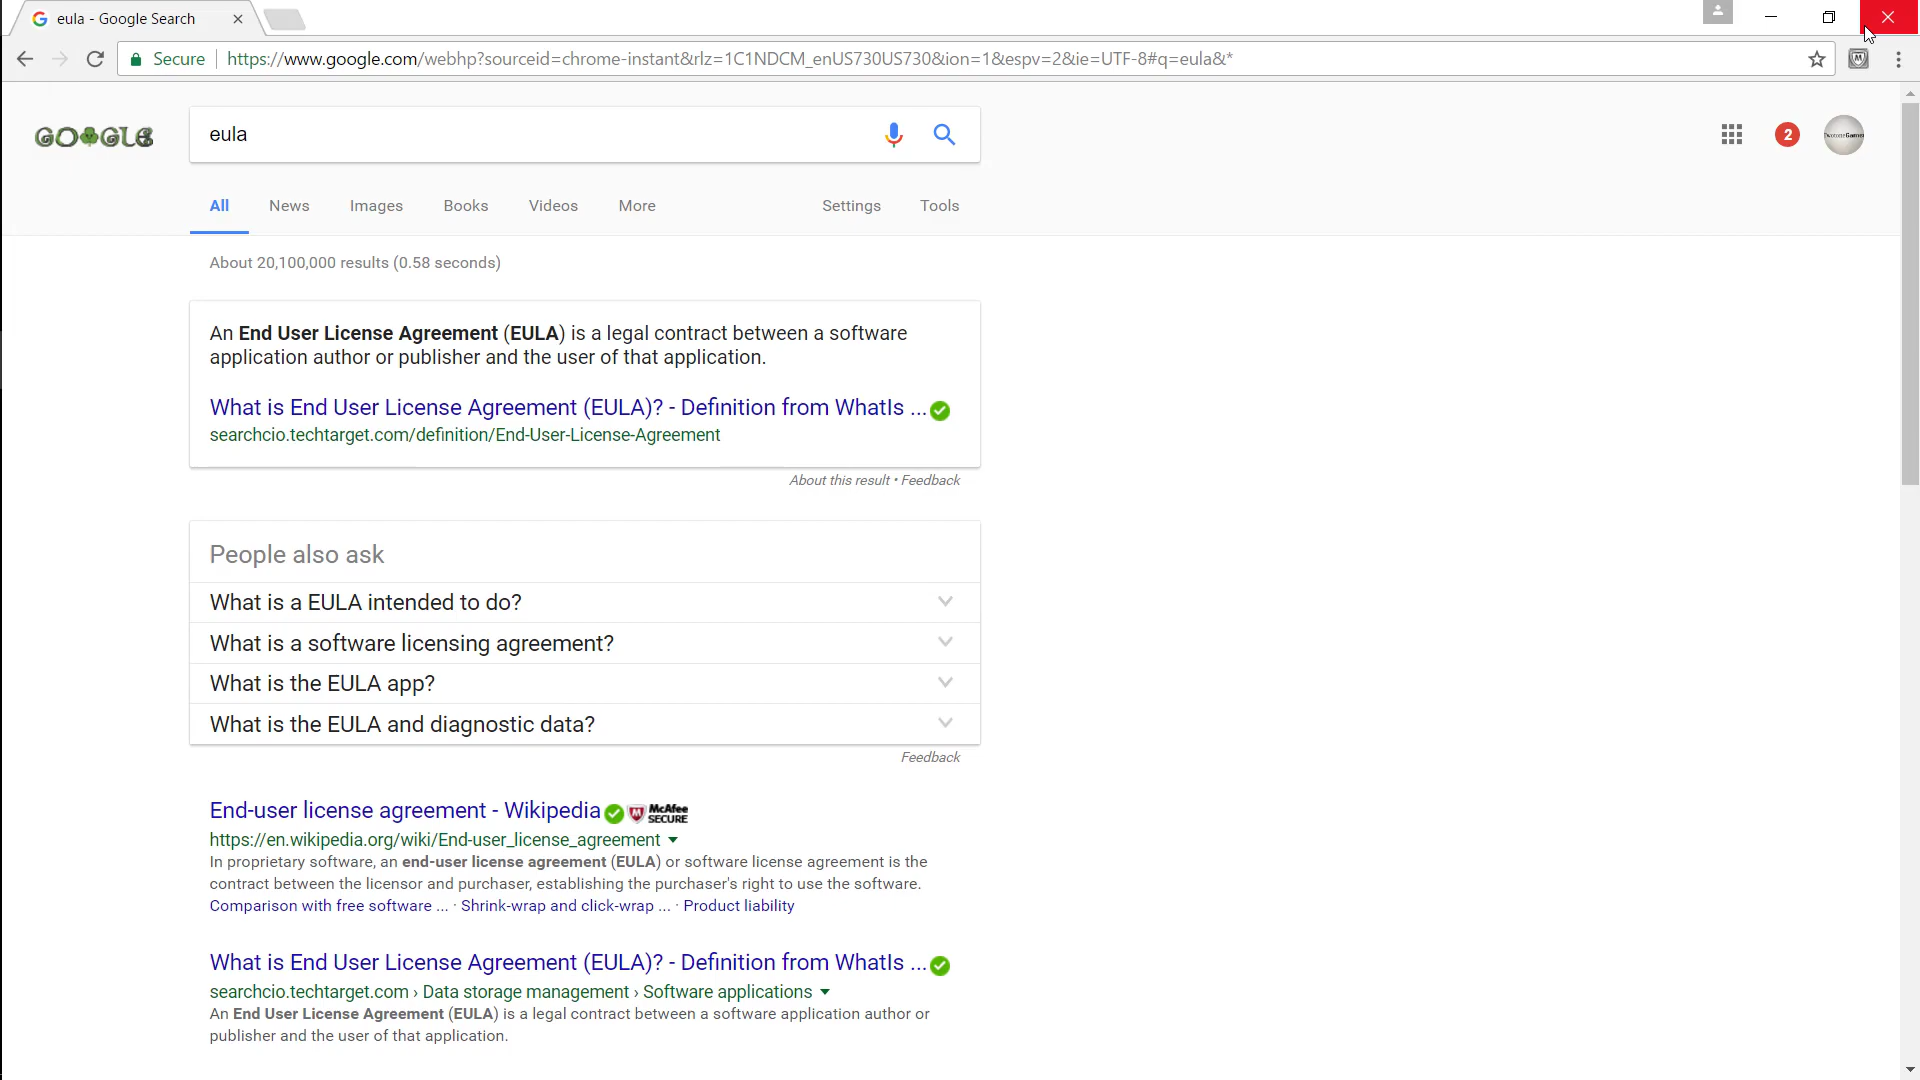 eula - Google Search
Secure
https://www.google.com/webhp?sourceid=chrome-instant&rlz=1C1NDCM_enUS730US730&ion=1&espv=2&ie=UTF-8#q=eula&*
GOOGLE
eula
2
All
News
Images
Books
Videos
More
Settings
Tools
About 20,100,000 results (0.58 seconds)
An End User License Agreement (EULA) is a legal contract between a software
application author or publisher and the user of that application.
What is End User License Agreement (EULA)? - Definition from WhatIs ...
searchcio.techtarget.com/definition/End-User-License-Agreement
About this result • Feedback
People also ask
What is a EULA intended to do?
What is a software licensing agreement?
What is the EULA app?
What is the EULA and diagnostic data?
Feedback
End-user license agreement - Wikipedia
McAfee
SECURE
https://en.wikipedia.org/wiki/End-user_license_agreement
In proprietary software, an end-user license agreement (EULA) or software license agreement is the
contract between the licensor and purchaser, establishing the purchaser's right to use the software.
Comparison with free software ... · Shrink-wrap and click-wrap ... · Product liability
What is End User License Agreement (EULA)? - Definition from WhatIs ...
searchcio.techtarget.com › Data storage management › Software applications
An End User License Agreement (EULA) is a legal contract between a software application author or
publisher and the user of that application.